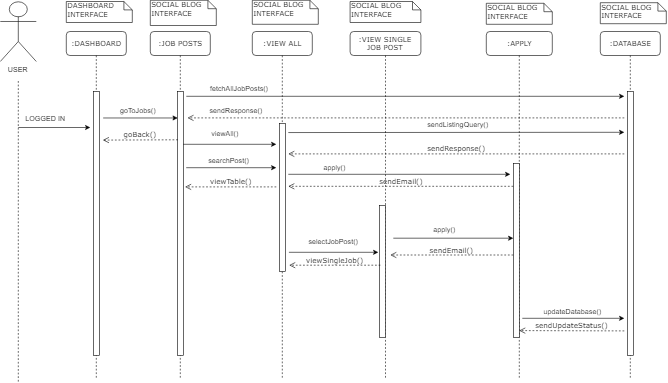 DASHBOARD
INTERFACE
SOCIAL BLOG
INTERFACE
SOCIAL BLOG
INTERFACE
SOCIAL BLOG
INTERFACE
SOCIAL BLOG
INTERFACE
SOCIAL BLOG
INTERFACE
:DASHBOARD
:JOB POSTS
:VIEW ALL
:VIEW SINGLE
JOB POST
:APPLY
:DATABASE
USER
fetchAllJobPosts()
LOGGED IN
goToJobs()
sendResponse()
sendListingQuery()
goBack()
viewAll()
sendResponse()
searchPost()
apply()
viewTable()
sendEmail()
apply()
selectJobPost()
sendEmail()
viewSingleJob()
updateDatabase()
sendUpdateStatus()